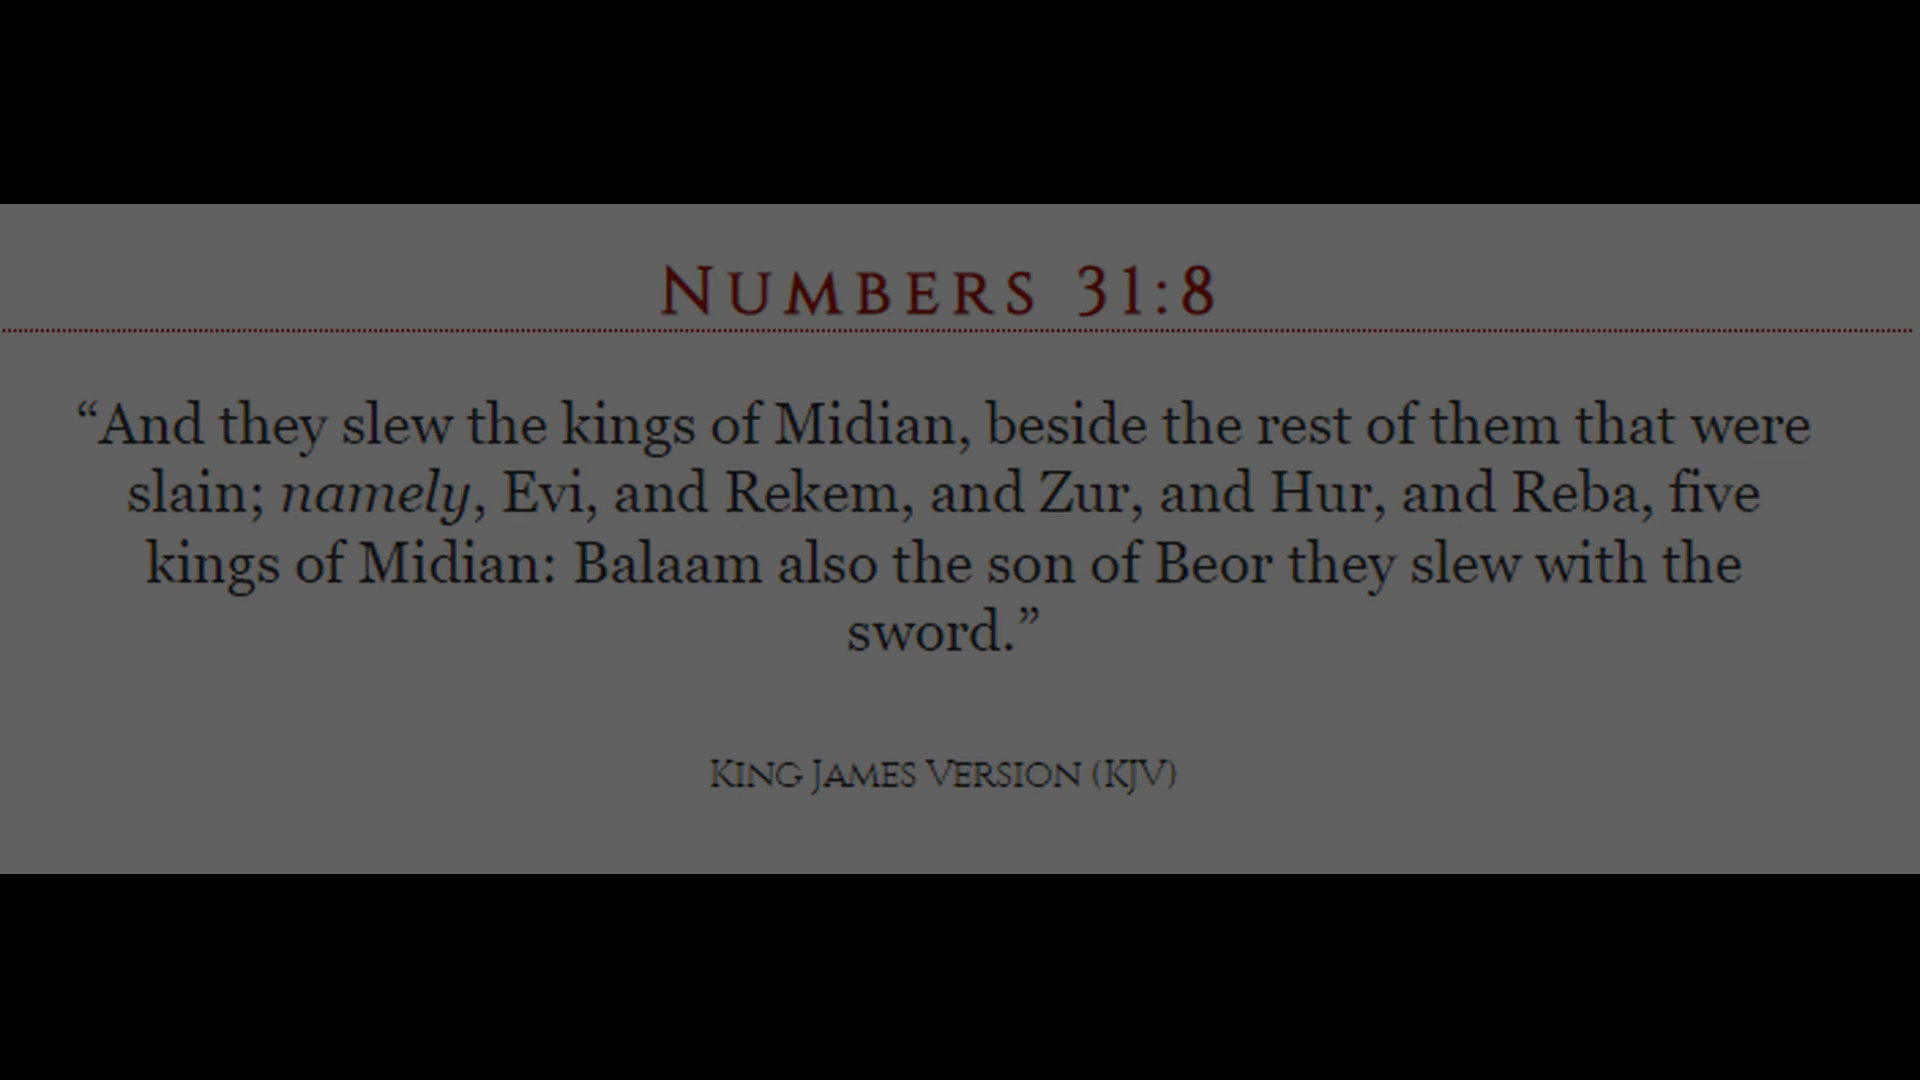 Numbers 31:8
“And they slew the kings of Midian, beside the rest of them that were
slain; namely, Evi, and Rekem, and Zur, and Hur, and Reba, five
kings of Midian: Balaam also the son of Beor they slew with the
sword.”
King James Version (KJV)